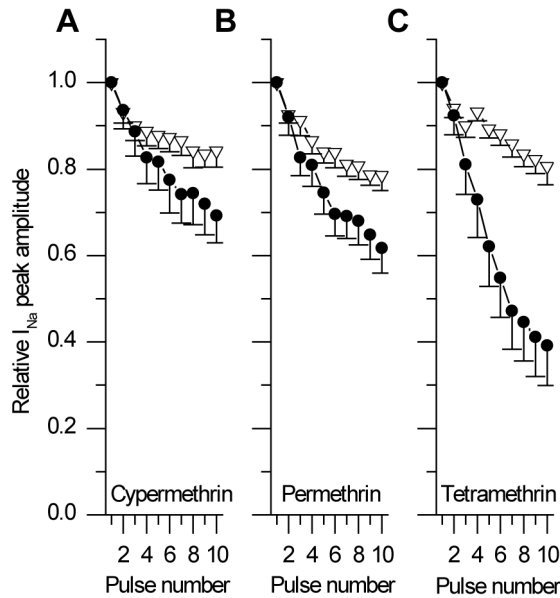 A B C
Relative I_Na peak amplitude
1.0
0.8
0.6
0.4
0.2
0.0
Cypermethrin Permethrin Tetramethrin
2 4 6 8 10 2 4 6 8 10 2 4 6 8 10
Pulse number Pulse number Pulse number